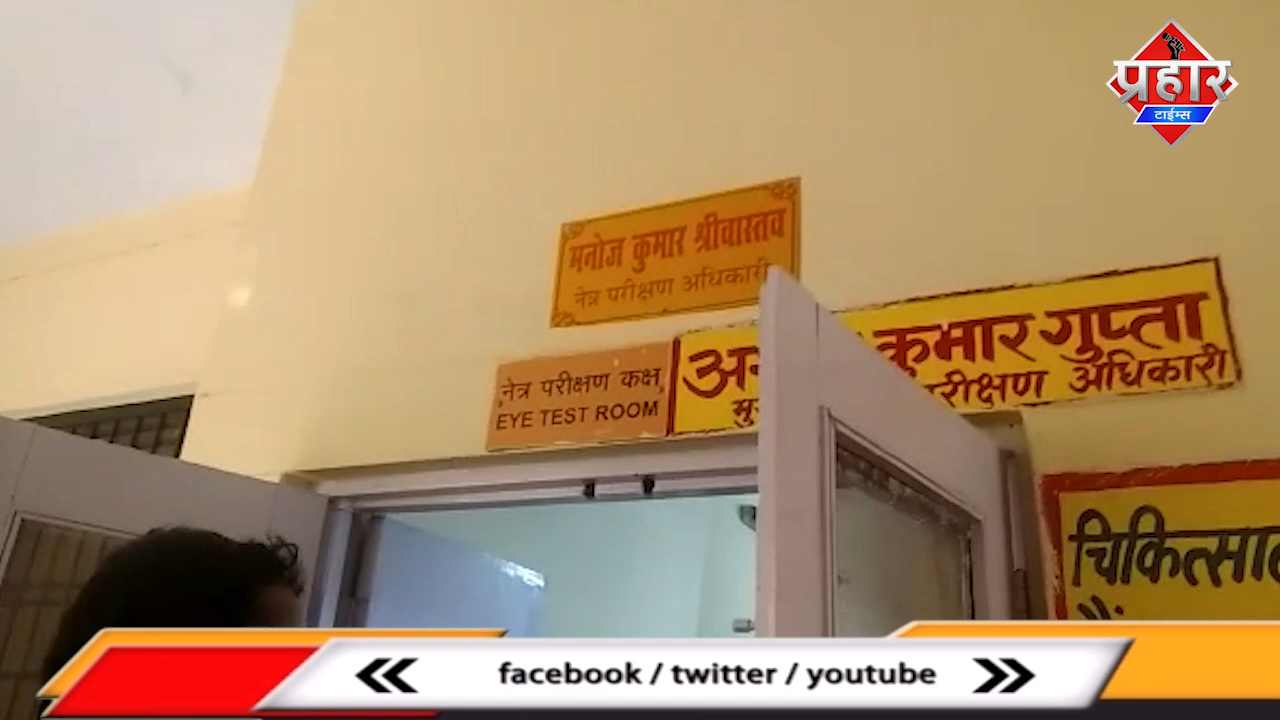 प्रहार
टाईम्स
मनोज कुमार श्रीवास्तव
नेत्र परीक्षण अधिकारी
नेत्र परीक्षण कक्ष
EYE TEST ROOM
कुमार गुप्ता
परीक्षण अधिकारी
facebook / twitter / youtube